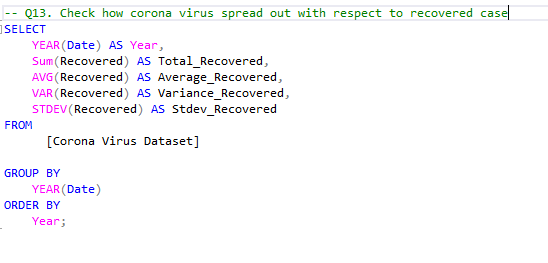 -- Q13. Check how corona virus spread out with respect to recovered case
SELECT
YEAR(Date) AS Year,
Sum(Recovered) AS Total_Recovered,
AVG(Recovered) AS Average_Recovered,
VAR(Recovered) AS Variance_Recovered,
STDEV(Recovered) AS Stdev_Recovered
FROM
[Corona Virus Dataset]
GROUP BY
YEAR(Date)
ORDER BY
Year;